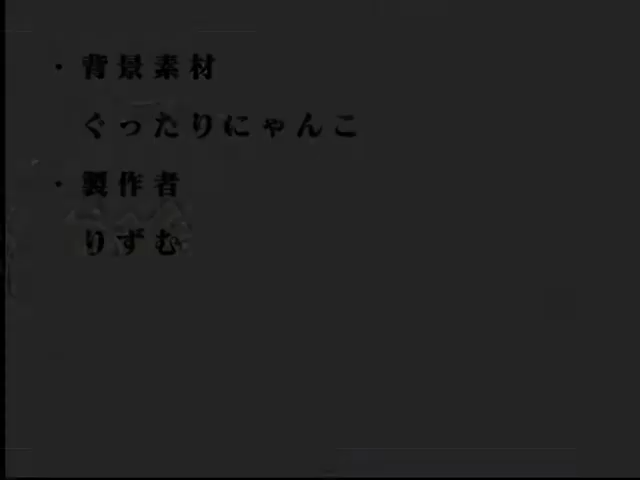 ・背景素材
ぐったりにゃんこ
・製作者
りずむ